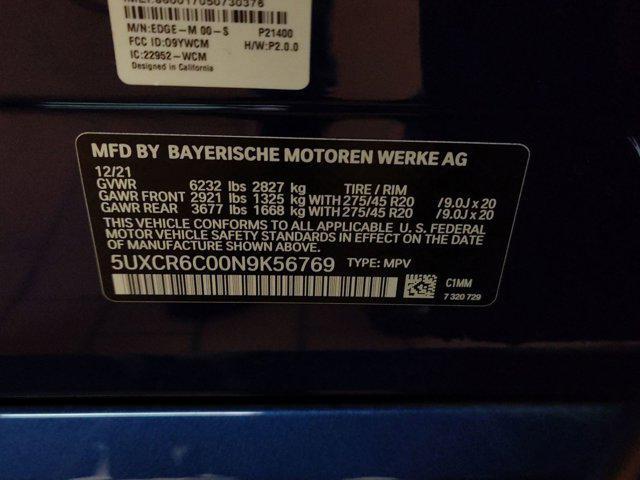 M/N:EDGE-M 00-S P21400
FCC ID:O9YWCM H/W:P2.0.0
IC:22952-WCM
Designed in California
MFD BY BAYERISCHE MOTOREN WERKE AG
12/21
GVWR 6232 lbs 2827 kg TIRE / RIM
GAWR FRONT 2921 lbs 1325 kg WITH 275/45 R20 /9.0J x 20
GAWR REAR 3677 lbs 1668 kg WITH 275/45 R20 /9.0J x 20
THIS VEHICLE CONFORMS TO ALL APPLICABLE U. S. FEDERAL
MOTOR VEHICLE SAFETY STANDARDS IN EFFECT ON THE DATE OF
MANUFACTURE SHOWN ABOVE.
5UXCR6C00N9K56769 TYPE: MPV
C1MM
7 320 729